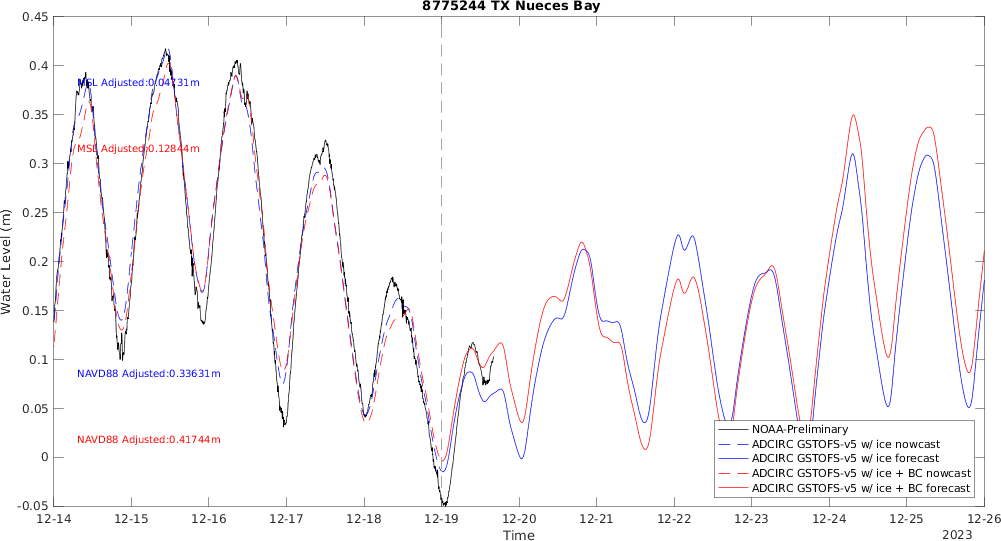 8775244 TX Nueces Bay
0.45
0.4
0.35
0.3
0.25
0.2
0.15
0.1
0.05
0
-0.05
Water Level (m)
MSL Adjusted:0.04731m
MSL Adjusted:0.12844m
NAVD88 Adjusted:0.33631m
NAVD88 Adjusted:0.41744m
NOAA-Preliminary
ADCIRC GSTOFS-v5 w/ ice nowcast
ADCIRC GSTOFS-v5 w/ ice forecast
ADCIRC GSTOFS-v5 w/ ice + BC nowcast
ADCIRC GSTOFS-v5 w/ ice + BC forecast
12-14 12-15 12-16 12-17 12-18 12-19 12-20 12-21 12-22 12-23 12-24 12-25 12-26
Time
2023